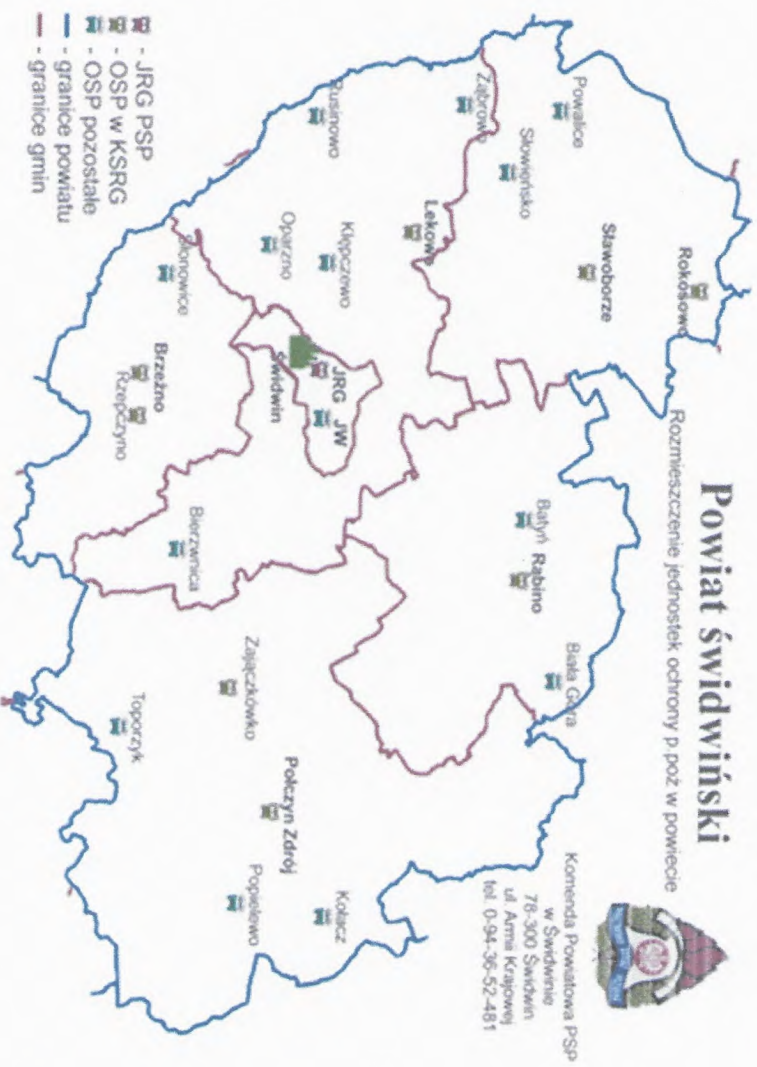 Powiat świdwiński
Rozmieszczenie jednostek ochrony p.poż w powiecie
Komenda Powiatowa PSP
w Świdwinie
78-300 Świdwin
ul. Armii Krajowej
tel. 0-94-36-52-481
Rokosowo
Powalice
Sławoborze
Słowieńsko
Ząbrowo
Lekowo
Rusinowo
Klępczewo
Oparzno
Słonowice
JRG
JW
Świdwin
Brzeżno
Rzepczyno
Bierzwnica
Batyń
Rąbino
Biała Góra
Zajączkówko
Toporzyk
Połczyn Zdrój
Popielewo
Kołacz
- JRG PSP
- OSP w KSRG
- OSP pozostałe
- granice powiatu
- granice gmin